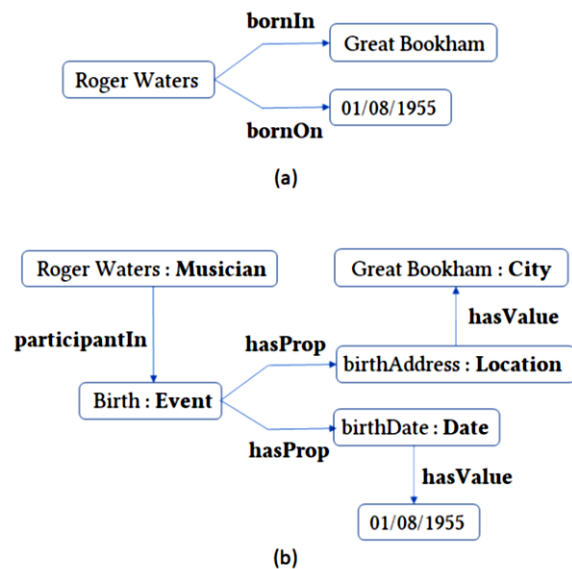 bornIn
Great Bookham
Roger Waters
01/08/1955
bornOn
(a)
Roger Waters : Musician
Great Bookham : City
participantIn
hasProp
hasValue
birthAddress : Location
Birth : Event
birthDate : Date
hasProp
hasValue
01/08/1955
(b)